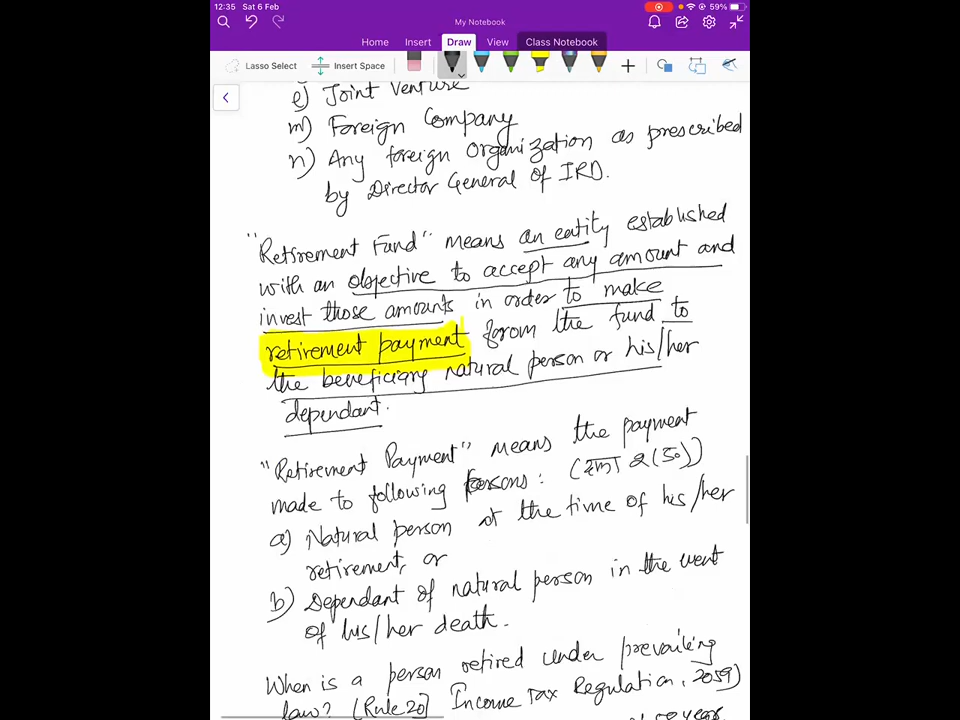 12:35 Sat 6 Feb
59%
My Notebook
Home Insert Draw View Class Notebook
Lasso Select Insert Space
Joint Venture
m) Foreign Company
n) Any foreign Organization as prescribed
by Director General of IRD.
"Retirement Fund" means an entity established
with an objective to accept any amount and
invest those amounts in order to make
retirement payment from the fund to
the beneficiary natural person or his/her
dependant.
"Retirement Payment" means the payment
made to following persons:
a) Natural person at the time of his/her
retirement, or
b) Dependant of natural person in the
of his/her death.
When is a person retired under prevailing
law? [Rule 20] Income Tax Regulation, 2059)